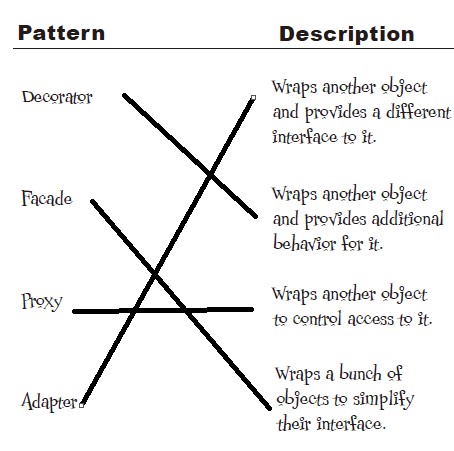 Pattern Description
Decorator
Wraps another object
and provides a different
interface to it.
Facade
Wraps another object
and provides additional
behavior for it.
Proxy
Wraps another object
to control access to it.
Adapter
Wraps a bunch of
objects to simplify
their interface.